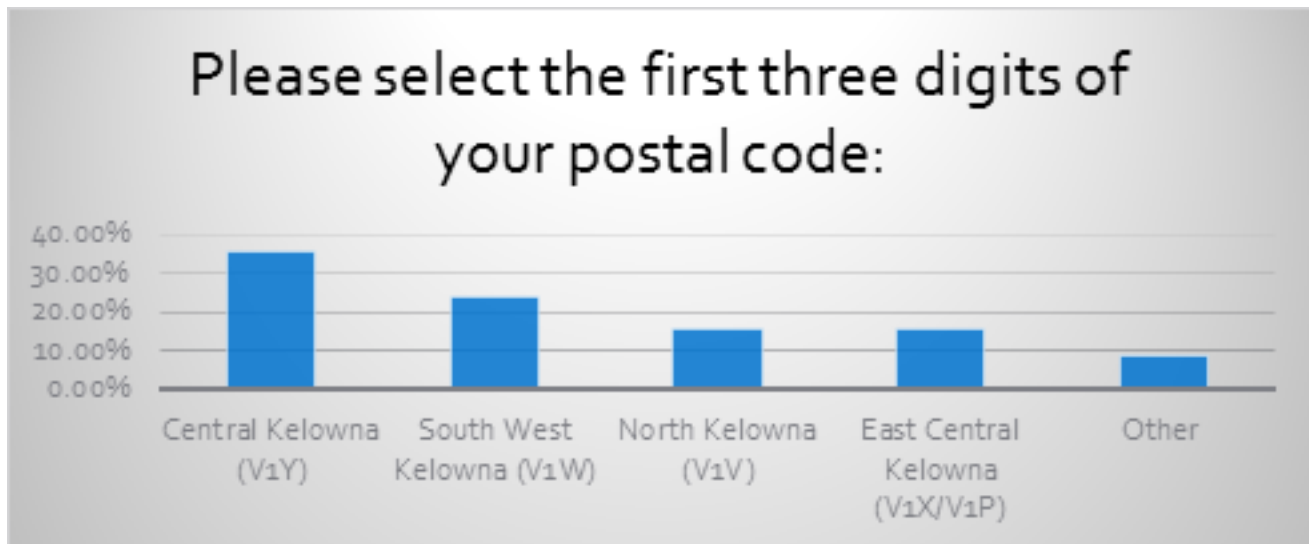 Please select the first three digits of
your postal code:
40.00%
30.00%
20.00%
10.00%
0.00%
Central Kelowna
(V1Y)
South West
Kelowna (V1W)
North Kelowna
(V1V)
East Central
Kelowna
(V1X/V1P)
Other